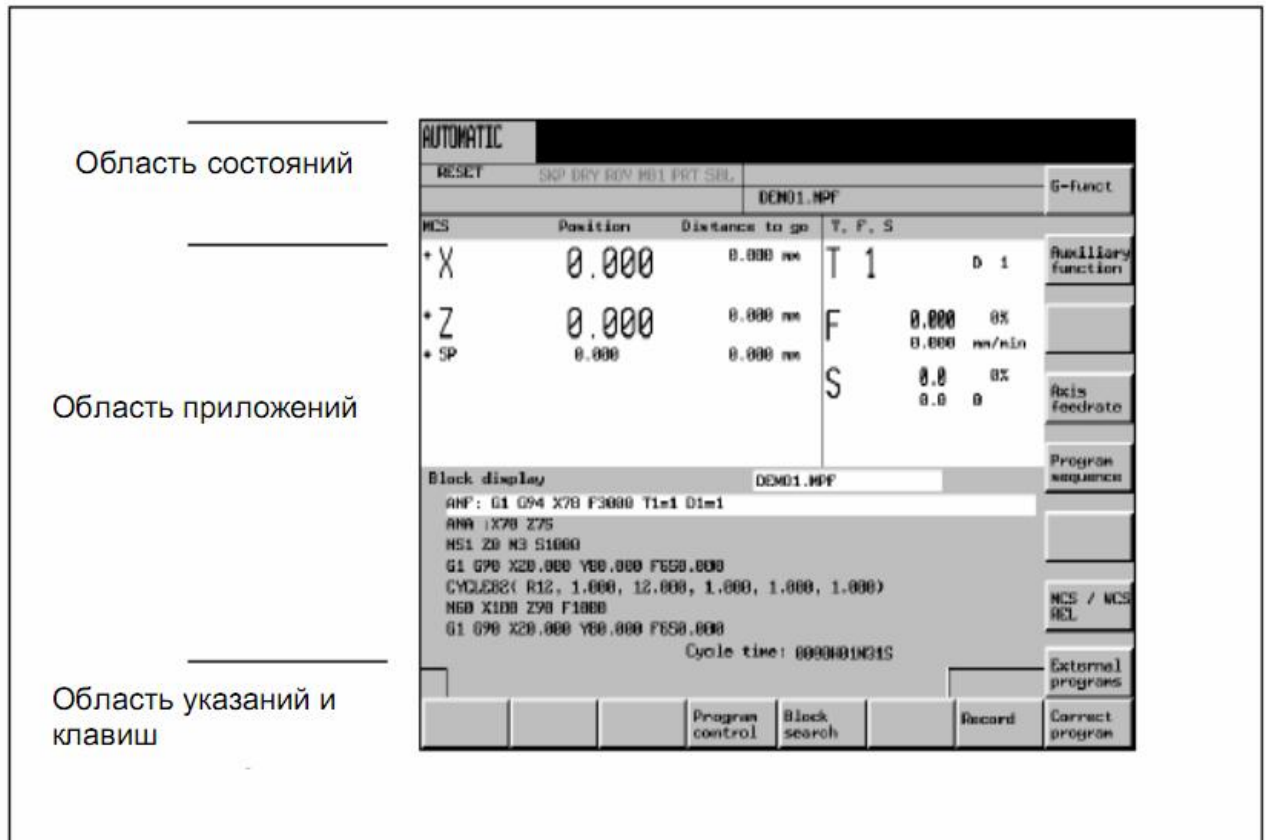 Область состояний
AUTOMATIC
RESET SKP DRY ROV M01 PRT SBL
DEMO1.MPF
G-funct
MCS Position Distance to go T, F, S
+ X 0.000 0.000 mm T 1 D 1
Auxiliary
function
+ Z 0.000 0.000 mm F 0.000 0%
0.000 mm/min
+ SP 0.000 0.000 mm
S 0.0 0%
0.0 0
Axis
feedrate
Область приложений
Program
sequence
Block display DEMO1.MPF
ANF: G1 G94 X78 F3000 T1=1 D1=1
ANA :X70 Z75
NS1 Z0 M3 S1000
G1 G90 X20.000 Y80.000 F650.000
CYCLE82( R12, 1.000, 12.000, 1.000, 1.000, 1.000)
N60 X100 Z90 F1000
G1 G90 X20.000 Y80.000 F650.000
MCS / WCS
REL
Cycle time: 0090H01M31S
External
programs
Область указаний и
клавиш
Program
control
Block
search
Record
Correct
program